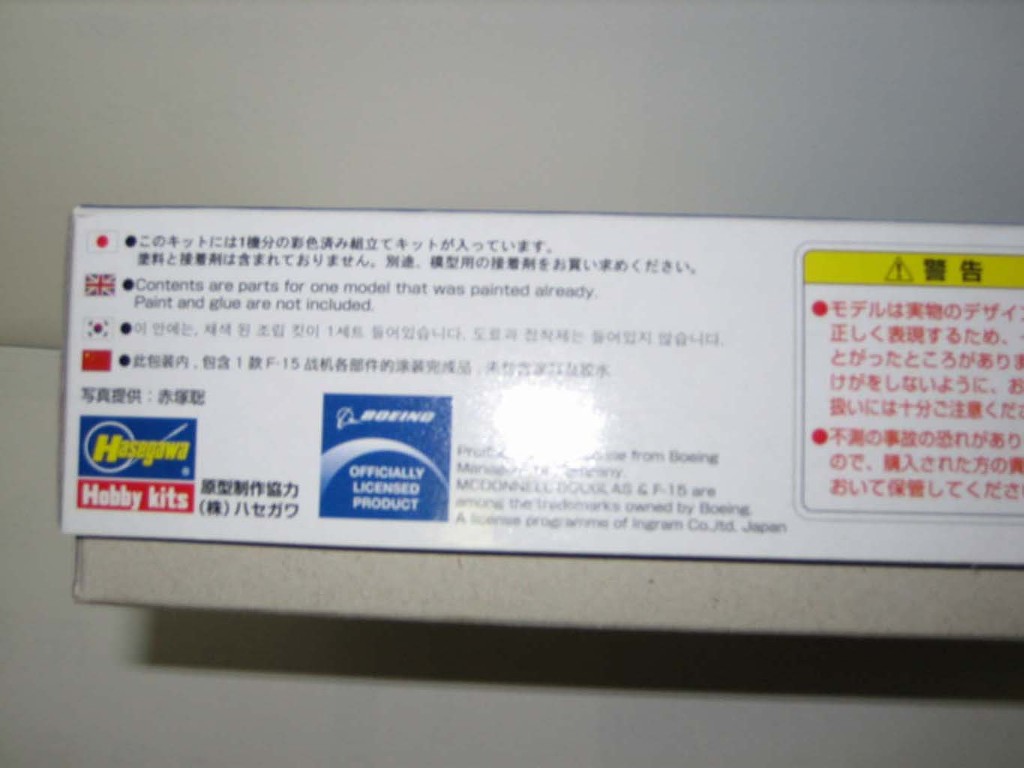 ●このキットには1機分の彩色済み組立てキットが入っています。
塗料と接着剤は含まれておりません。別途、模型用の接着剤をお買い求めください。
●Contents are parts for one model that was painted already.
Paint and glue are not included.
●이 안에는, 채색 된 조립 킷이 1세트 들어있습니다. 도료과 접착제는 들어있지 않습니다.
●此包装内，包含 1 款 F-15 战机各部件的涂装完成品，
写真提供：赤塚聡
Hasegawa
Hobby kits
原型制作協力
(株)ハセガワ
BOEING
OFFICIALLY
LICENSED
PRODUCT
from Boeing
MCDONNELL DOUGLAS & F-15 are
among the trademarks owned by Boeing.
A license programme of Ingram Co.,ltd. Japan
⚠警告
●モデルは実物のデザイ
正しく表現するため、
とがったところがありま
けがをしないように、お
扱いには十分ご注意くださ
●不測の事故の恐れがあり
ので、購入された方の責
おいて保管してくださ